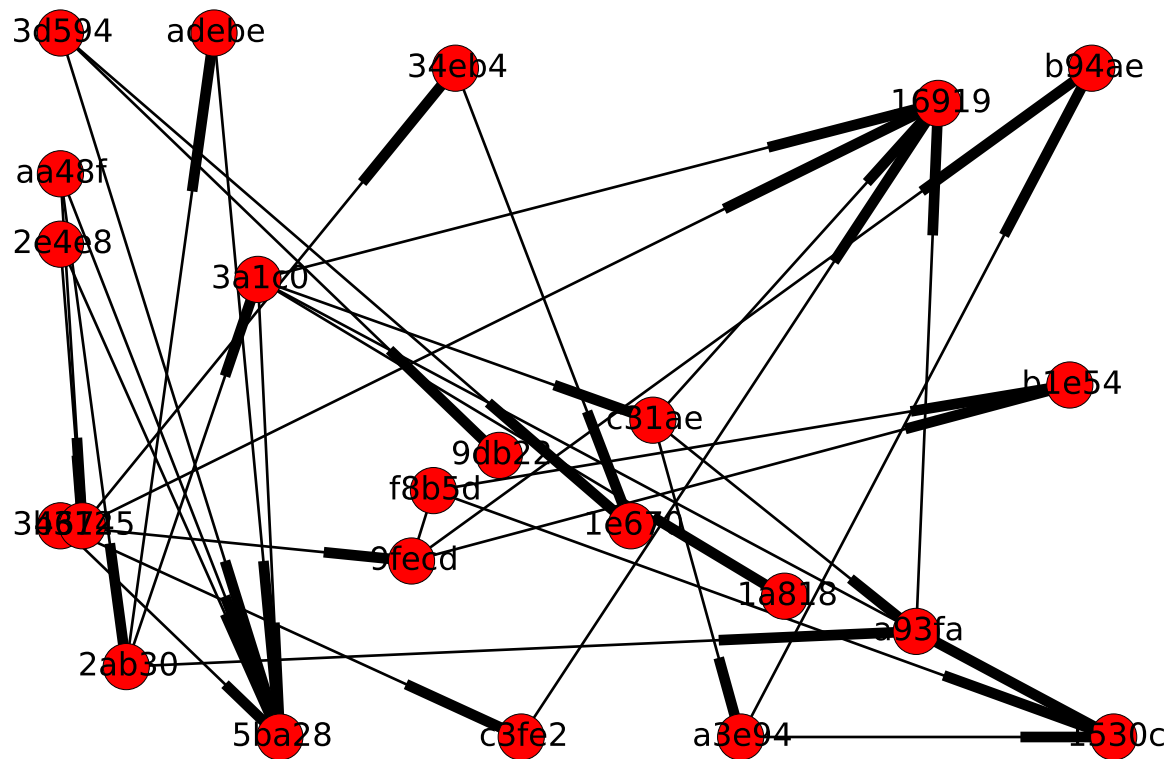 3d594
adebe
34eb4
b94ae
16919
aa48f
2e4e8
3a1c0
b1e54
c31ae
9db22
f8b5d
1e670
9fecd
1a818
a93fa
2ab30
5ba28
c3fe2
a3e94
1530c